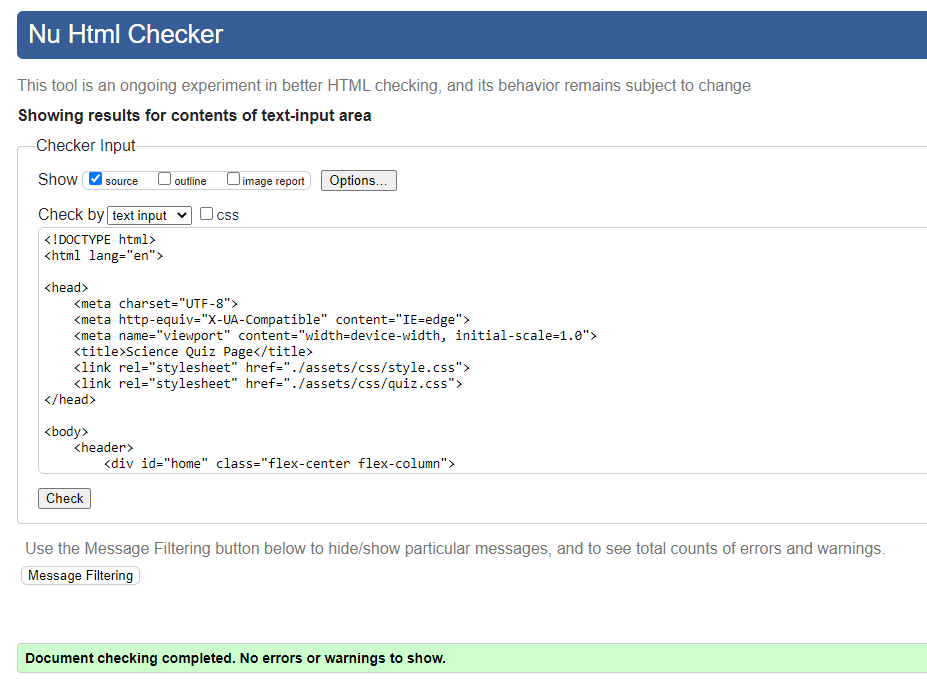 Nu Html Checker
This tool is an ongoing experiment in better HTML checking, and its behavior remains subject to change
Showing results for contents of text-input area
Checker Input
Show source outline image report Options...
Check by text input css
<!DOCTYPE html>
<html lang="en">
<head>
    <meta charset="UTF-8">
    <meta http-equiv="X-UA-Compatible" content="IE=edge">
    <meta name="viewport" content="width=device-width, initial-scale=1.0">
    <title>Science Quiz Page</title>
    <link rel="stylesheet" href="./assets/css/style.css">
    <link rel="stylesheet" href="./assets/css/quiz.css">
</head>
<body>
    <header>
        <div id="home" class="flex-center flex-column">
Check
Use the Message Filtering button below to hide/show particular messages, and to see total counts of errors and warnings.
Message Filtering
Document checking completed. No errors or warnings to show.